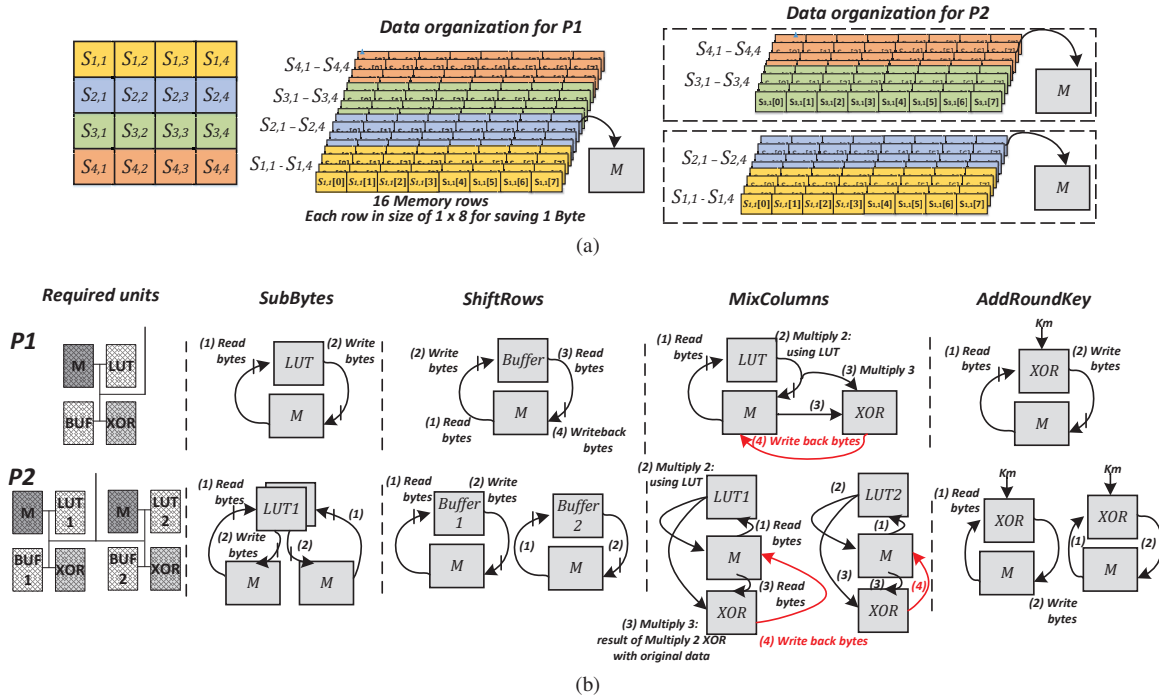 Data organization for P1
Data organization for P2
S1,1 S1,2 S1,3 S1,4
S2,1 S2,2 S2,3 S2,4
S3,1 S3,2 S3,3 S3,4
S4,1 S4,2 S4,3 S4,4
S4,1 – S4,4
S3,1 – S3,4
S2,1 – S2,4
S1,1 - S1,4
S1,1[0] S1,1[1] S1,1[2] S1,1[3] S1,1[4] S1,1[5] S1,1[6] S1,1[7]
M
16 Memory rows
Each row in size of 1 x 8 for saving 1 Byte
S4,1 – S4,4
S3,1 – S3,4
S3,1[0] S3,1[1] S3,1[2] S3,1[3] S3,1[4] S3,1[5] S3,1[6] S3,1[7]
M
S2,1 – S2,4
S1,1 - S1,4
S1,1[0] S1,1[1] S1,1[2] S1,1[3] S1,1[4] S1,1[5] S1,1[6] S1,1[7]
M
(a)
Required units
SubBytes
ShiftRows
MixColumns
AddRoundKey
P1
M LUT
BUF XOR
(1) Read bytes
LUT
(2) Write bytes
M
(2) Write bytes
Buffer
(3) Read bytes
M
(1) Read bytes
(4) Writeback bytes
(1) Read bytes
LUT
(2) Multiply 2: using LUT
(3) Multiply 3
M
(3)
XOR
(4) Write back bytes
Km
(1) Read bytes
XOR
(2) Write bytes
M
P2
M LUT 1
BUF 1 XOR
M LUT 2
BUF 2 XOR
(1) Read bytes
LUT1
(1)
(2) Write bytes
(2)
M
M
(1) Read bytes
(2) Write bytes
Buffer 1
M
Buffer 2
(1)
(2)
M
(2) Multiply 2: using LUT
LUT1
(1) Read bytes
M
(3) Read bytes
XOR
(3) Multiply 3: result of Multiply 2 XOR with original data
(4) Write back bytes
(2)
LUT2
(1)
M
(3)
(3)
(4)
XOR
Km
Km
(1) Read bytes
XOR
M
(2) Write bytes
XOR
(1)
(2)
M
(b)